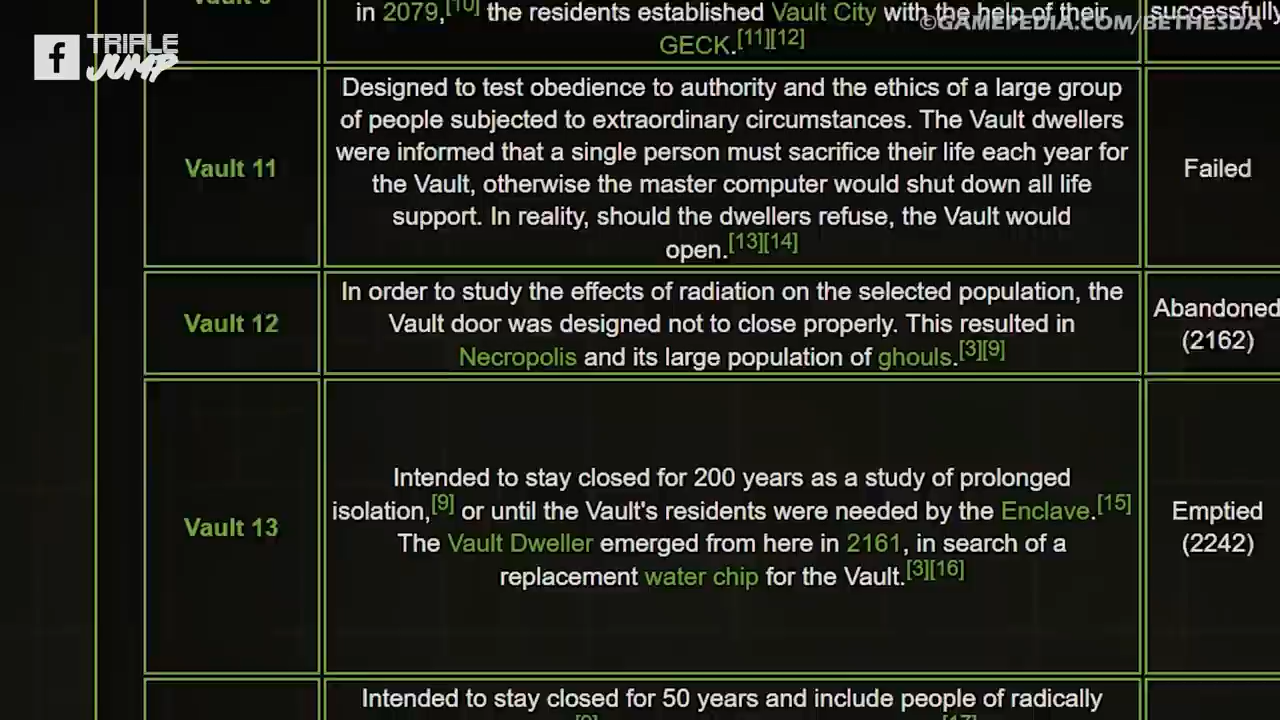 in 2079,[10] the residents established Vault City with the help of their
GECK.[11][12]
successfully
©GAMEPEDIA.COM/BETHESDA
f TRIPLE
JUMP
Vault 11
Designed to test obedience to authority and the ethics of a large group
of people subjected to extraordinary circumstances. The Vault dwellers
were informed that a single person must sacrifice their life each year for
the Vault, otherwise the master computer would shut down all life
support. In reality, should the dwellers refuse, the Vault would
open.[13][14]
Failed
Vault 12
In order to study the effects of radiation on the selected population, the
Vault door was designed not to close properly. This resulted in
Necropolis and its large population of ghouls.[3][9]
Abandoned
(2162)
Vault 13
Intended to stay closed for 200 years as a study of prolonged
isolation,[9] or until the Vault's residents were needed by the Enclave.[15]
The Vault Dweller emerged from here in 2161, in search of a
replacement water chip for the Vault.[3][16]
Emptied
(2242)
Intended to stay closed for 50 years and include people of radically